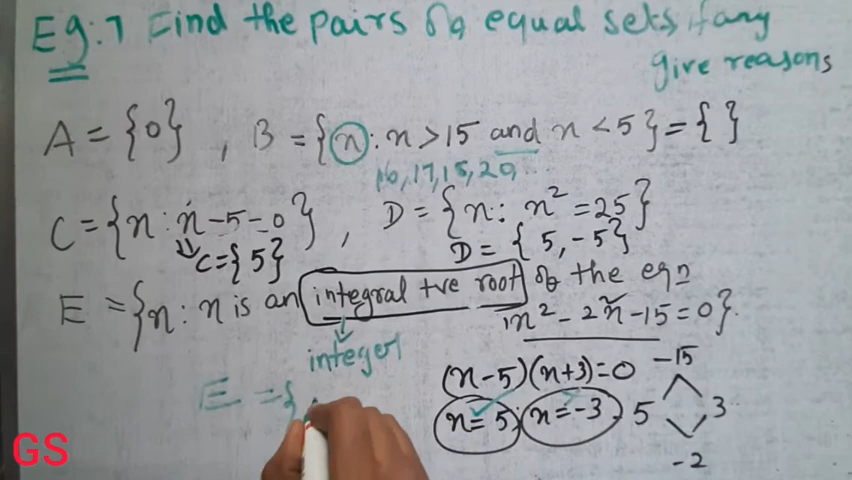 Eg:7 Find the pairs of equal sets, if any
give reasons
A = {0} , B = {x : x > 15 and x < 5} = { }
16, 17, 18, 20,
C = {x : x - 5 = 0} , D = {x : x² = 25}
C = {5} D = {5, -5}
E = {x : x is an integral +ve root of the eqn
x² - 2x - 15 = 0}.
integer
(x-5)(x+3)=0 -15
x = 5, x = -3 5 3
-2
E = {
GS